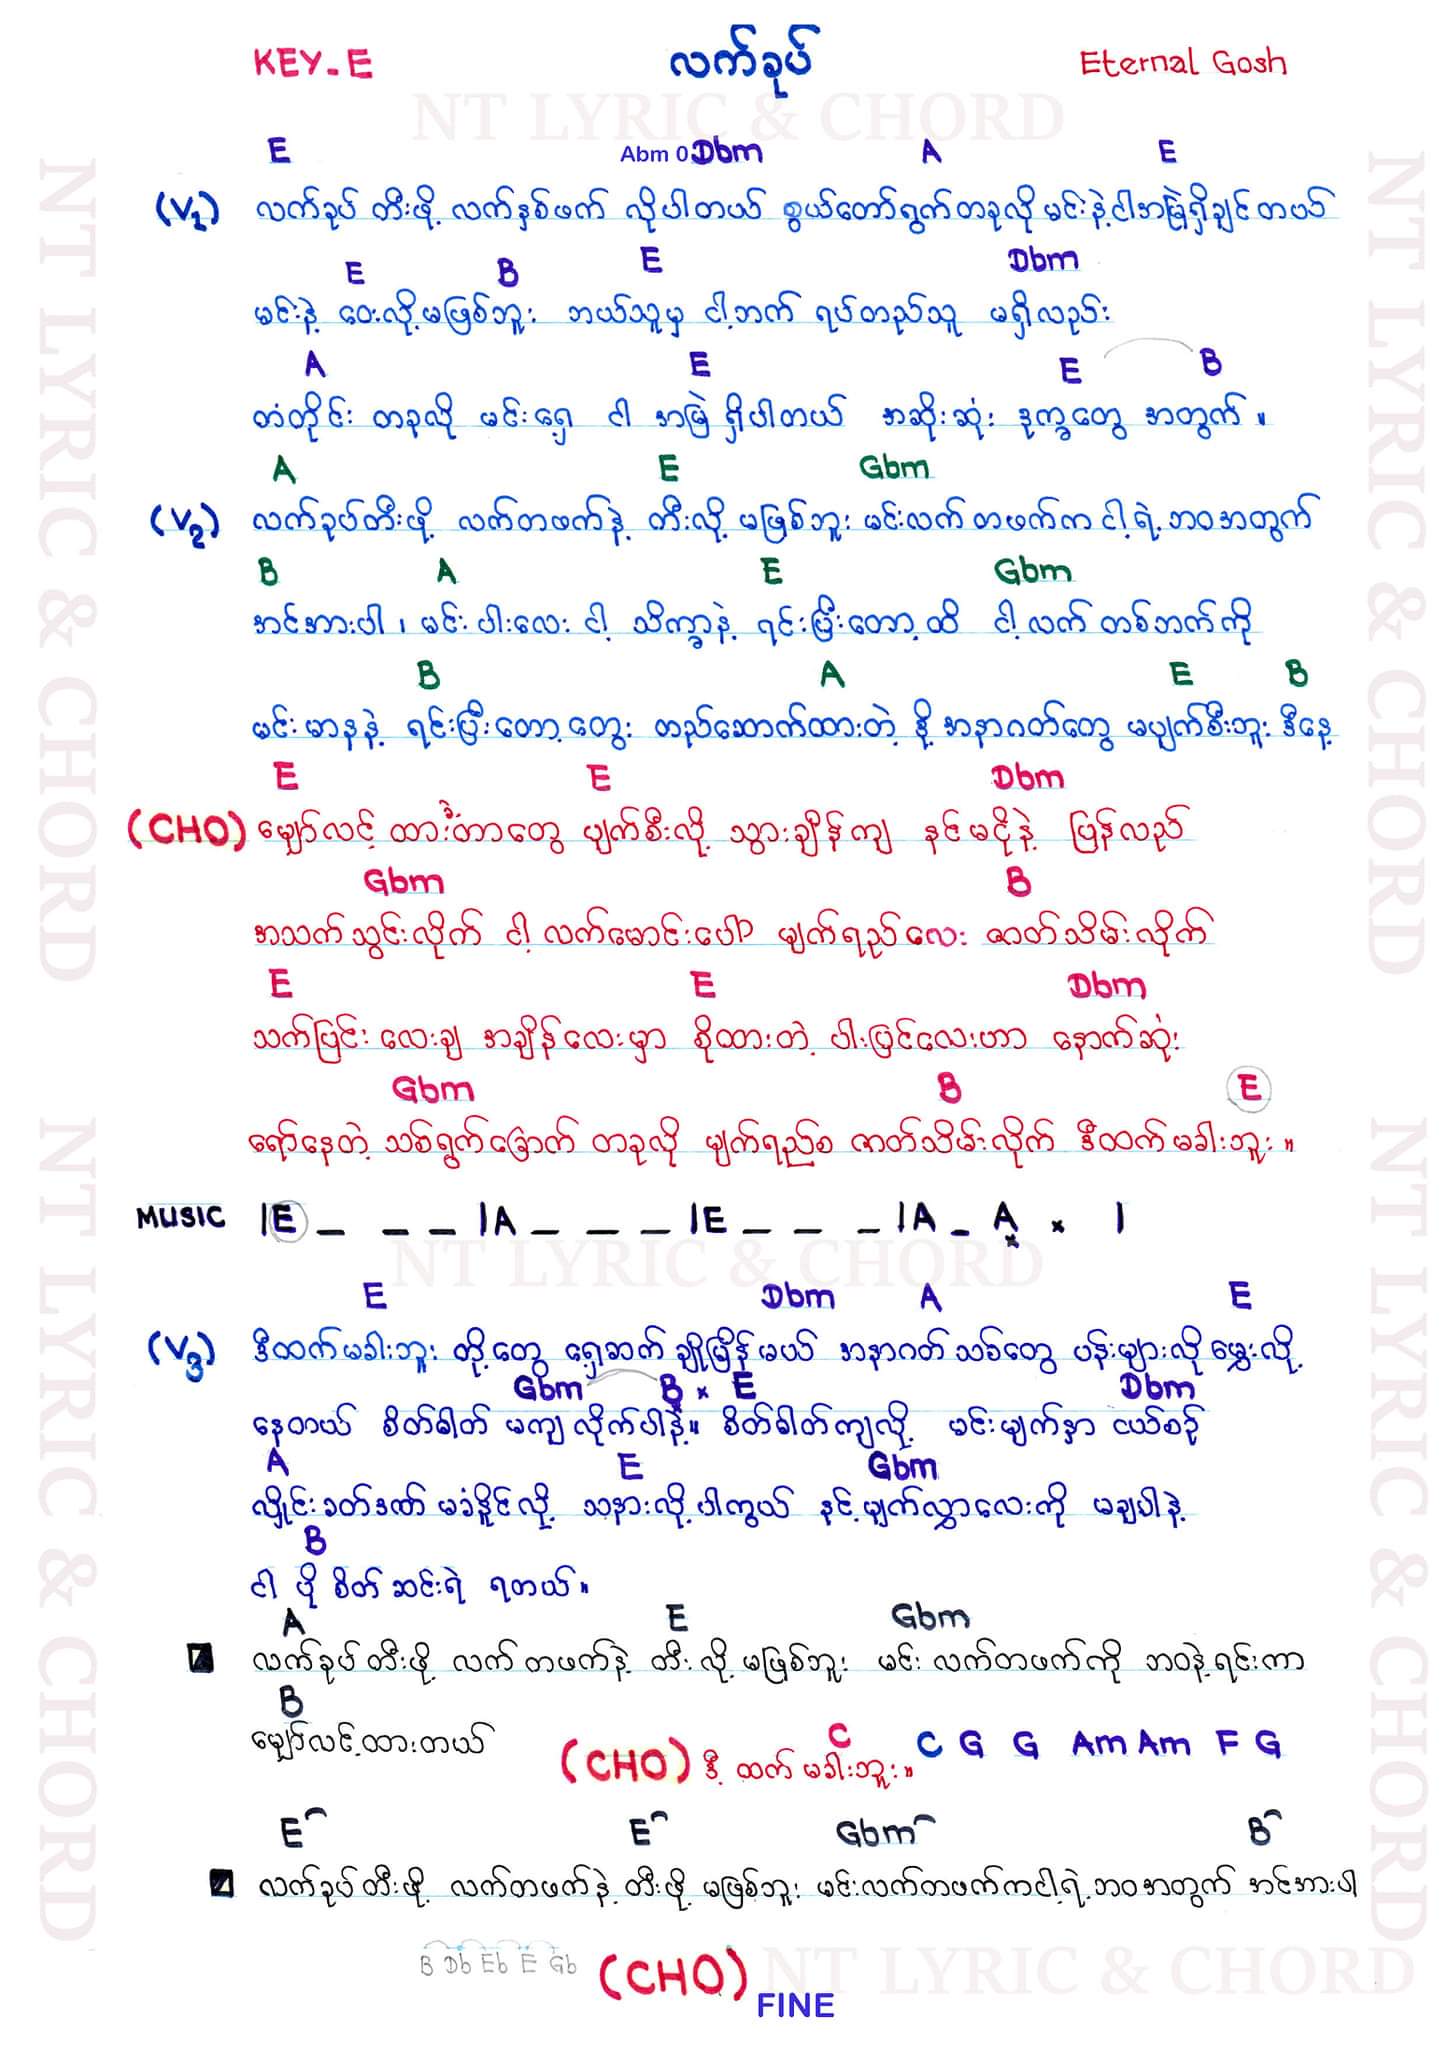 KEY-E လက်ခုပ် Eternal Gosh
NT LYRIC & CHORD
E Abm 0 Dbm A E
(V1) လက်ခုပ် တီးဖို့ လက်နှစ်ဖက် လိုပါတယ် စွယ်တော်ရွက်တခုလို မင်းနဲ့ငါအမြဲရှိချင်တယ်
E B E Dbm
မင်းနဲ့ ဝေးလို့မဖြစ်ဘူး ဘယ်သူမှ ငါ့ဘက် ရပ်တည်သူ မရှိလည်း
A E E B
တံတိုင်း တခုလို မင်းရှေ့ ငါ အမြဲ ရှိပါတယ် အဆိုးဆုံး ဒုက္ခတွေ အတွက် ။
A E Gbm
(V2) လက်ခုပ်တီးဖို့ လက်တဖက်နဲ့ တီးလို့ မဖြစ်ဘူး မင်းလက်တဖက်က ငါ့ရဲ့ဘဝအတွက်
B A E Gbm
အင်အားပါ ၊ မင်းပါးလေး ငါ့ သိက္ခာနဲ့ ရင်းပြီးတော့ထိ ငါ့လက် တစ်ဘက်ကို
B A E B
မင်းမာနနဲ့ ရင်းပြီးတော့တွေး တည်ဆောက်ထားတဲ့ ဒို့အနာဂတ်တွေ မပျက်စီးဘူး ဒီနေ့
E E Dbm
(CHO) မျှော်လင့် ထားတာတွေ ပျက်စီးလို့ သွားချိန်ကျ နင်မငိုနဲ့ ပြန်လည်
Gbm B
အသက်သွင်းလိုက် ငါ့ လက်မောင်းပေါ် မျက်ရည်လေး ဇာတ်သိမ်းလိုက်
E E Dbm
သက်ပြင်း လေးချ အချိန်လေးမှာ စိုထားတဲ့ ပါးပြင်လေးဟာ နောက်ဆုံး
Gbm B E
ရော်နေတဲ့ သစ်ရွက်ခြောက် တခုလို မျက်ရည်စ ဇာတ်သိမ်းလိုက် ဒီထက်မခါးဘူး ။
MUSIC |E _ _ _ |A _ _ _ |E _ _ _ |A _ A × |
NT LYRIC & CHORD
E Dbm A E
(V3) ဒီထက်မခါးဘူး တို့တွေ ရှေ့ဆက် ချိုမြိန်မယ် အနာဂတ်သစ်တွေ ပန်းများလို မွှေးလို့
Gbm B × E Dbm
နေတယ် စိတ်ဓါတ် မကျလိုက်ပါနဲ့။ စိတ်ဓါတ်ကျလို့ မင်းမျက်နှာ ငယ်စဉ်
A E Gbm
လှိုင်းခတ်ဒဏ် မခံနိူင်လို့ သနားလို့ပါကွယ် နင့်မျက်လွှာလေးကို မချပါနဲ့
B
ငါ ပို စိတ် ဆင်းရဲ ရတယ်။
A E Gbm
လက်ခုပ်တီးဖို့ လက်တဖက်နဲ့ တီးလို့မဖြစ်ဘူး မင်းလက်တဖက်ကို ဘဝနဲ့ရင်းကာ
B
မျှော်လင့်ထားတယ်
C C G G Am Am F G
(CHO) ဒီ့ထက် မခါးဘူး။
E E Gbm B
လက်ခုပ်တီးဖို့ လက်တဖက်နဲ့ တီးဖို့ မဖြစ်ဘူး မင်းလက်တဖက်ကငါ့ရဲ့ဘဝအတွက် အင်အားပါ
B Db Eb E Gb (CHO) NT LYRIC & CHORD
FINE
NT LYRIC & CHORD
NT LYRIC & CHORD
NT LYRIC & CHORD
NT LYRIC & CHORD